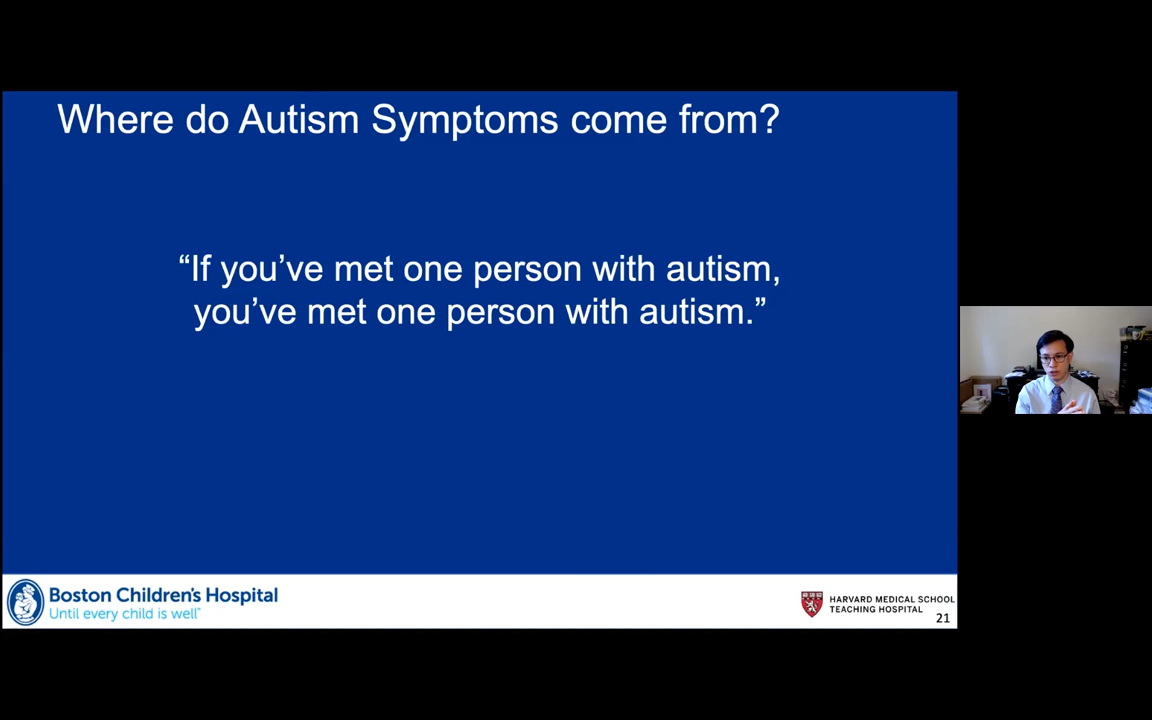 Where do Autism Symptoms come from?
“If you’ve met one person with autism,
you’ve met one person with autism.”
Boston Children's Hospital
Until every child is well™
HARVARD MEDICAL SCHOOL
TEACHING HOSPITAL
21